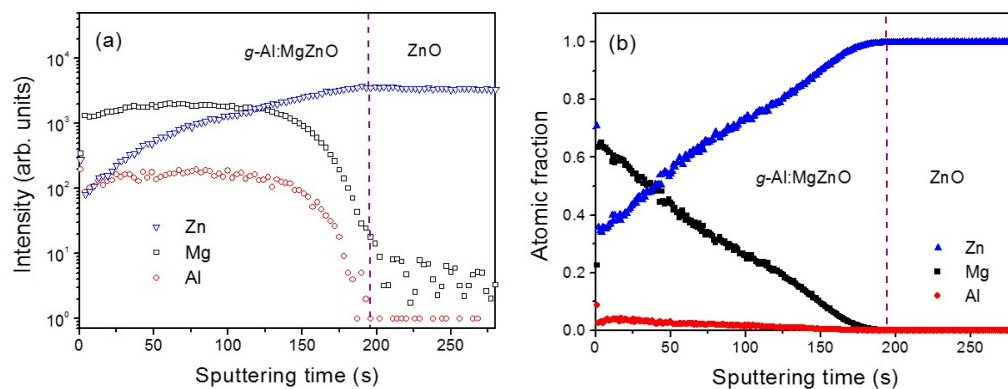 (a)
g-Al:MgZnO
ZnO
Intensity (arb. units)
10⁴
10³
10²
10¹
10⁰
Zn
Mg
Al
0
50
100
150
200
250
Sputtering time (s)
(b)
Atomic fraction
1.0
0.8
0.6
0.4
0.2
0.0
g-Al:MgZnO
ZnO
Zn
Mg
Al
0
50
100
150
200
250
Sputtering time (s)